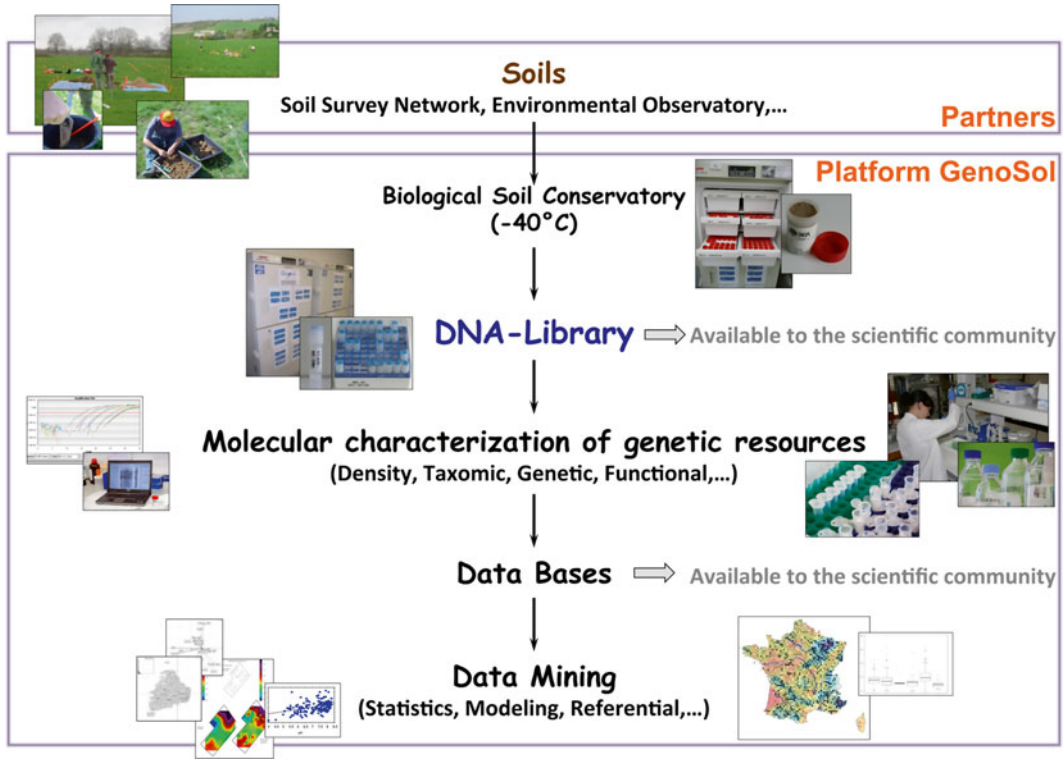 Soils
Soil Survey Network, Environmental Observatory,...
Partners
Platform GenoSol
Biological Soil Conservatory
(-40°C)
DNA-Library
Available to the scientific community
Molecular characterization of genetic resources
(Density, Taxomic, Genetic, Functional,...)
Data Bases
Available to the scientific community
Data Mining
(Statistics, Modeling, Referential,...)